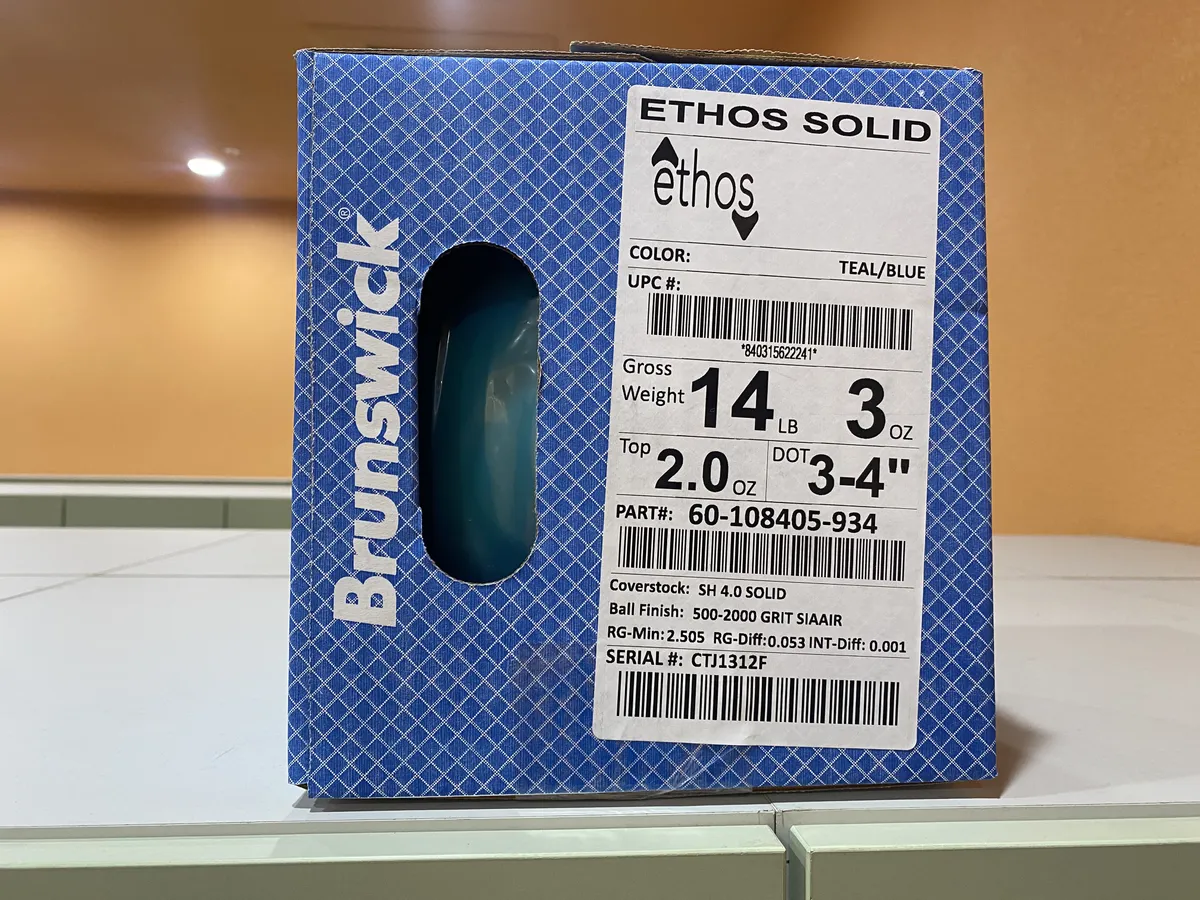 Brunswick®
ETHOS SOLID
ethos
COLOR: TEAL/BLUE
UPC #:
*840315622241*
Gross Weight 14 LB 3 OZ
Top 2.0 OZ DOT 3-4"
PART#: 60-108405-934
Coverstock: SH 4.0 SOLID
Ball Finish: 500-2000 GRIT SIAAIR
RG-Min: 2.505 RG-Diff: 0.053 INT-Diff: 0.001
SERIAL #: CTJ1312F